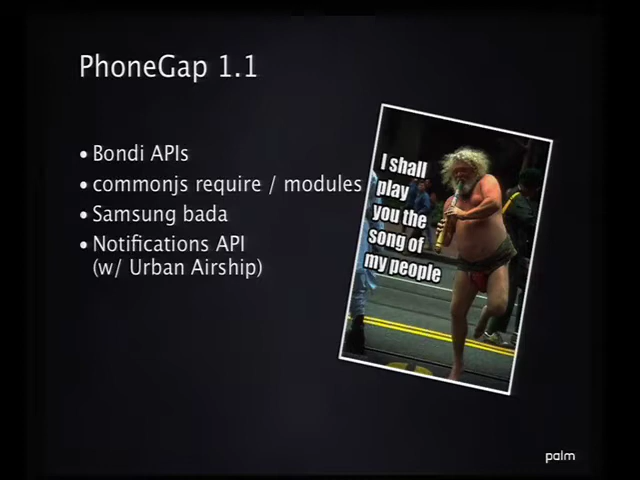 PhoneGap 1.1
• Bondi APIs
• commonjs require / modules
• Samsung bada
• Notifications API
(w/ Urban Airship)
I shall
play
you the
song of
my people
palm